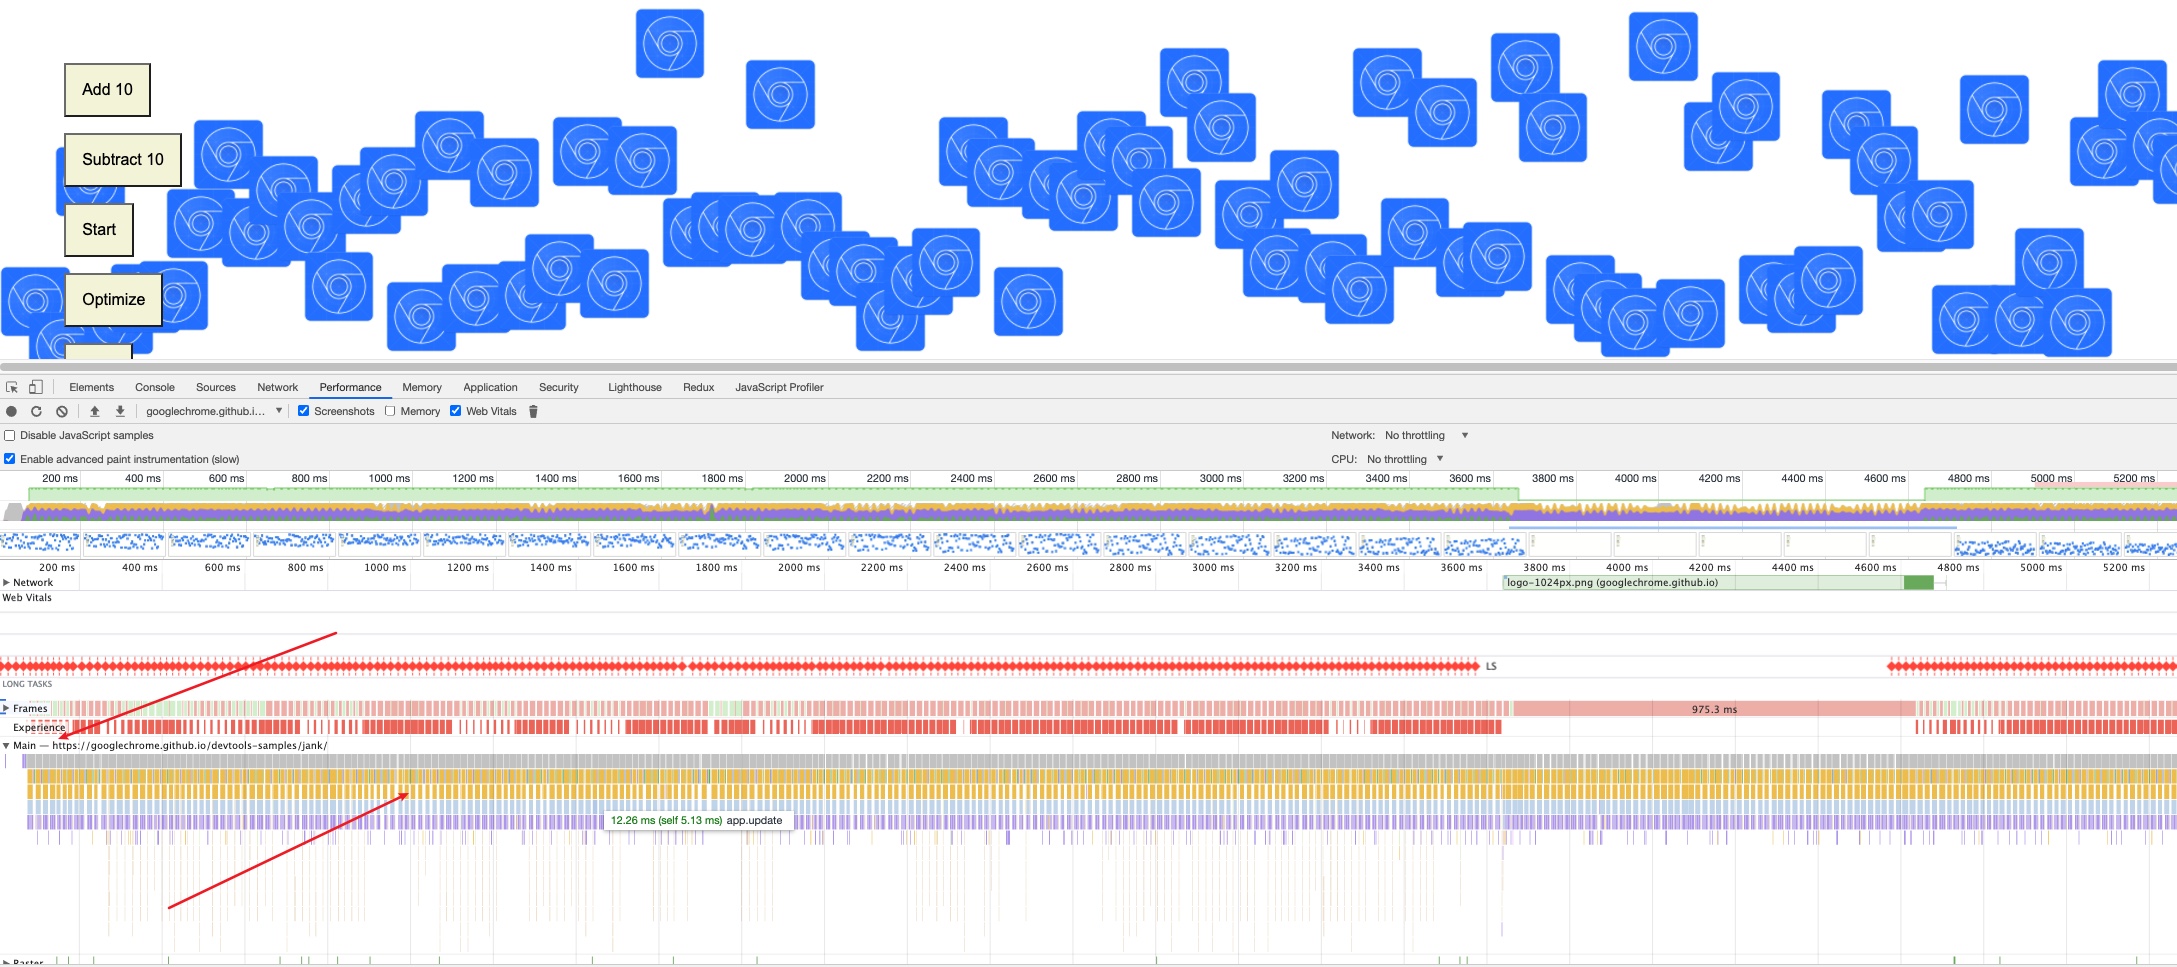 Add 10
Subtract 10
Start
Optimize
Elements Console Sources Network Performance Memory Application Security Lighthouse Redux JavaScript Profiler
googlechrome.github.i... Screenshots Memory Web Vitals
Disable JavaScript samples Network: No throttling
Enable advanced paint instrumentation (slow) CPU: No throttling
200 ms 400 ms 600 ms 800 ms 1000 ms 1200 ms 1400 ms 1600 ms 1800 ms 2000 ms 2200 ms 2400 ms 2600 ms 2800 ms 3000 ms 3200 ms 3400 ms 3600 ms 3800 ms 4000 ms 4200 ms 4400 ms 4600 ms 4800 ms 5000 ms 5200 ms
200 ms 400 ms 600 ms 800 ms 1000 ms 1200 ms 1400 ms 1600 ms 1800 ms 2000 ms 2200 ms 2400 ms 2600 ms 2800 ms 3000 ms 3200 ms 3400 ms 3600 ms 3800 ms 4000 ms 4200 ms 4400 ms 4600 ms 4800 ms 5000 ms 5200 ms
Network logo-1024px.png (googlechrome.github.io)
Web Vitals
LS
LONG TASKS
Frames 975.3 ms
Experience
Main — https://googlechrome.github.io/devtools-samples/jank/
12.26 ms (self 5.13 ms) app.update
Raster